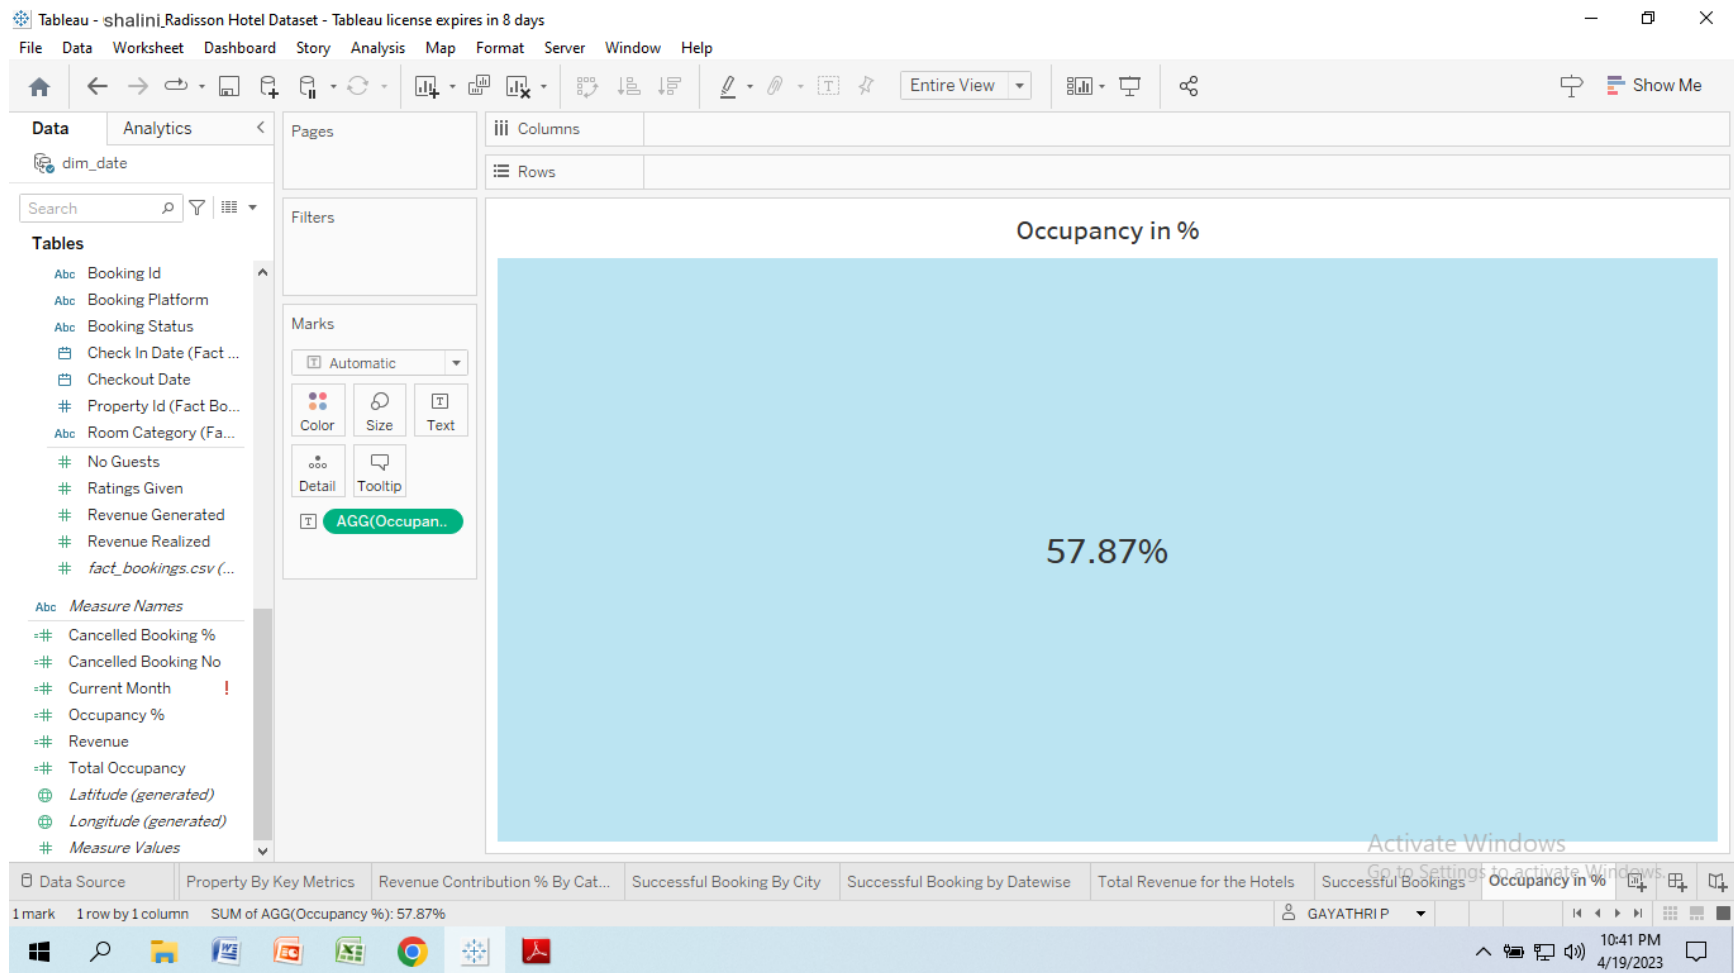 Tableau - shalini_Radisson Hotel Dataset - Tableau license expires in 8 days
File Data Worksheet Dashboard Story Analysis Map Format Server Window Help
Entire View
Show Me
Data Analytics
dim_date
Search
Tables
Abc Booking Id
Abc Booking Platform
Abc Booking Status
Check In Date (Fact ...
Checkout Date
# Property Id (Fact Bo...
Abc Room Category (Fa...
# No Guests
# Ratings Given
# Revenue Generated
# Revenue Realized
# fact_bookings.csv (...
Abc Measure Names
=# Cancelled Booking %
=# Cancelled Booking No
=# Current Month !
=# Occupancy %
=# Revenue
=# Total Occupancy
Latitude (generated)
Longitude (generated)
# Measure Values
Pages
Filters
Marks
T Automatic
Color Size T Text
Detail Tooltip
T AGG(Occupan..
iii Columns
Rows
Occupancy in %
57.87%
Activate Windows
Go to Settings to activate Windows.
Data Source Property By Key Metrics Revenue Contribution % By Cat... Successful Booking By City Successful Booking by Datewise Total Revenue for the Hotels Successful Bookings Occupancy in %
1 mark 1 row by 1 column SUM of AGG(Occupancy %): 57.87%
GAYATHRI P
10:41 PM
4/19/2023